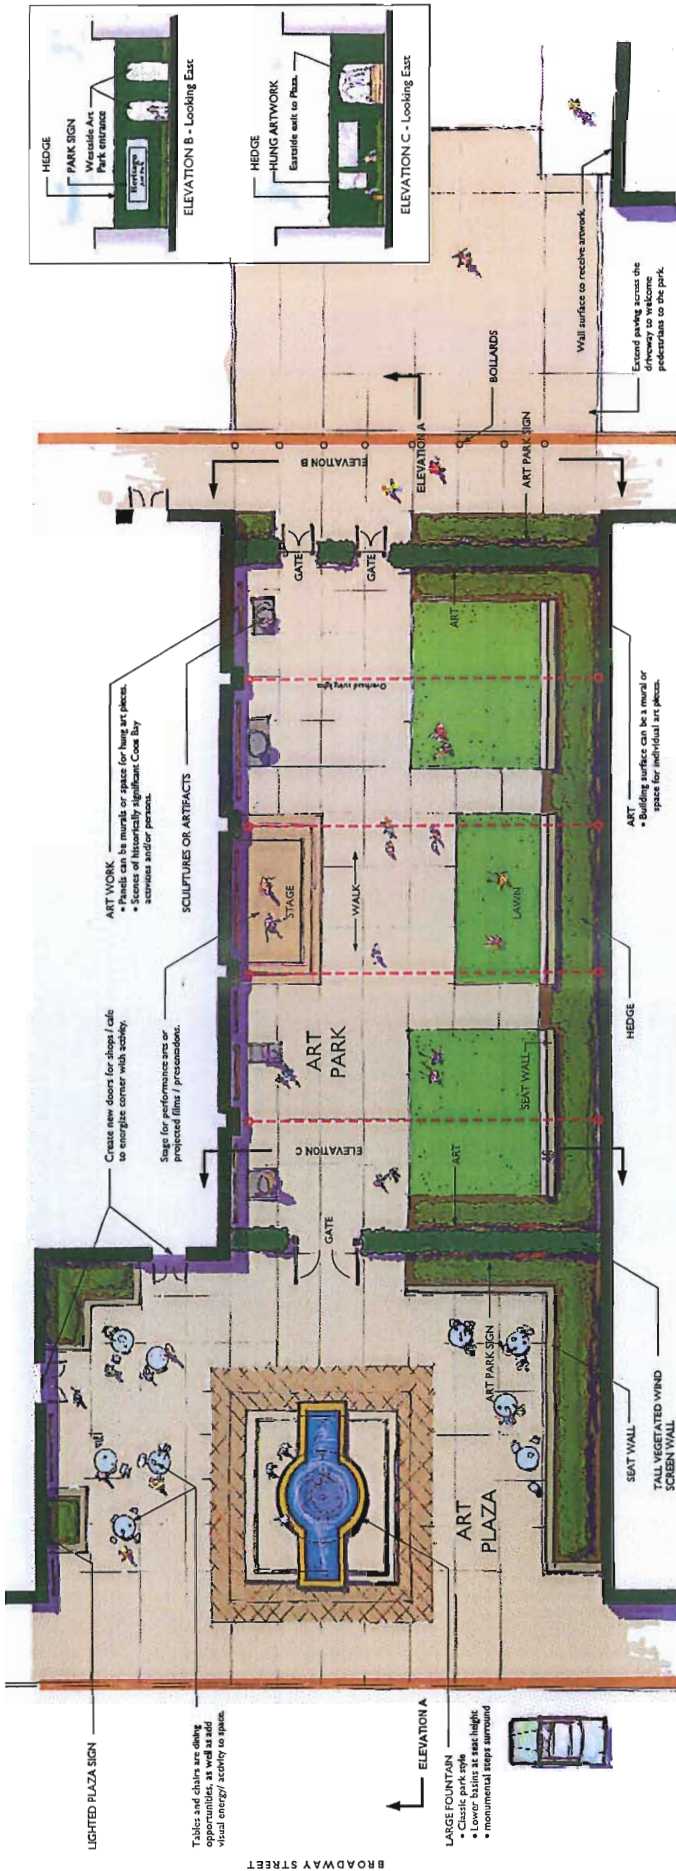 BROADWAY STREET
LIGHTED PLAZA SIGN
Tables and chairs are dining
opportunities, as well as add
visual energy/ activity to space.
ELEVATION A
LARGE FOUNTAIN
• Classic park style
• Lower basins at seat height
• monumental steps surround
Create new doors for shops / cafe
to energize corner with activity.
Stage for performance arts or
projected films / presentations.
ART WORK
• Panels can be murals or space for hung art pieces.
• Scenes of historically significant Coos Bay
activities and/or persons.
SCULPTURES OR ARTIFACTS
ART
PLAZA
ART PARK SIGN
GATE
ELEVATION C
ART
PARK
ART
SEAT WALL
STAGE
WALK
LAWN
Overhead string lights
ART
GATE
GATE
ELEVATION B
ELEVATION A
ART PARK SIGN
BOLLARDS
SEAT WALL
TALL VEGETATED WIND
SCREEN WALL
HEDGE
ART
• Building surface can be a mural or
space for individual art pieces.
Extend paving across the
driveway to welcome
pedestrians to the park.
Wall surface to receive artwork.
HEDGE
PARK SIGN
Westside Art
Park entrance
Heritage
ELEVATION B - Looking East
HEDGE
HUNG ARTWORK
Eastside exit to Plaza.
ELEVATION C - Looking East